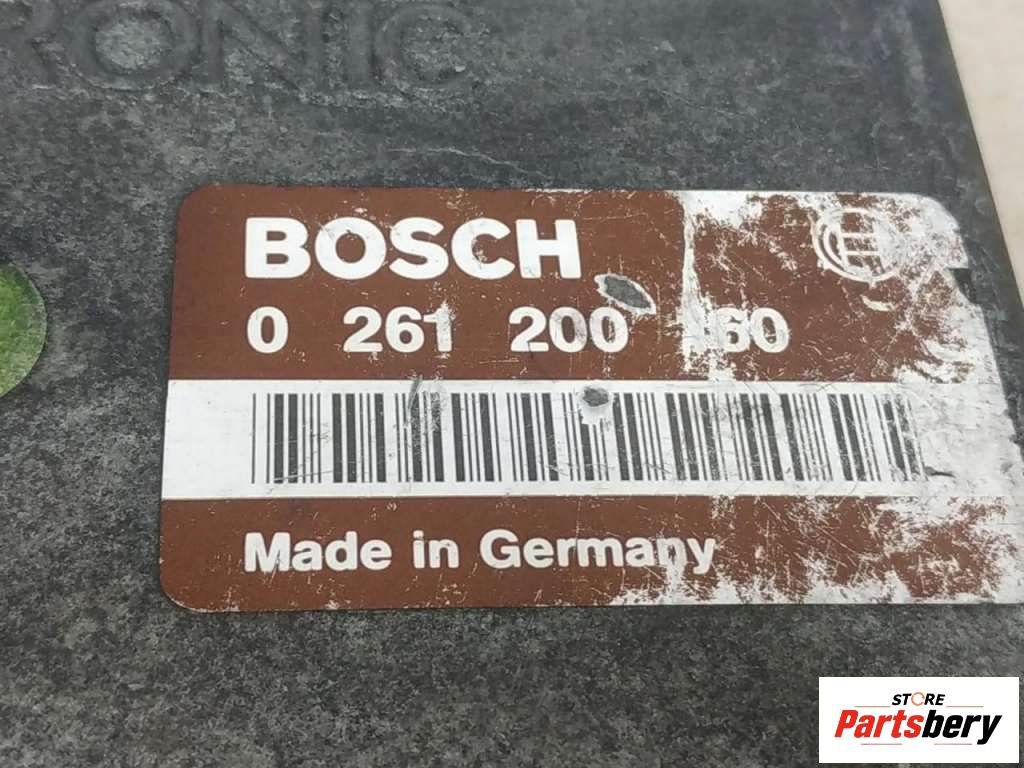 RONIC
BOSCH
0 261 200
Made in Germany
STORE
Partsbery